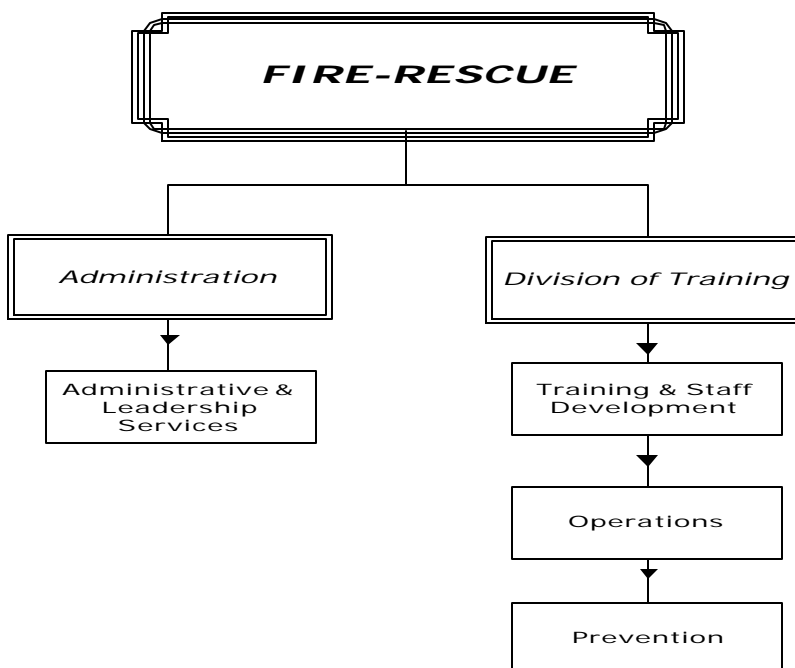 FIRE-RESCUE
Administration
Division of Training
Administrative &
Leadership
Services
Training & Staff
Development
Operations
Prevention